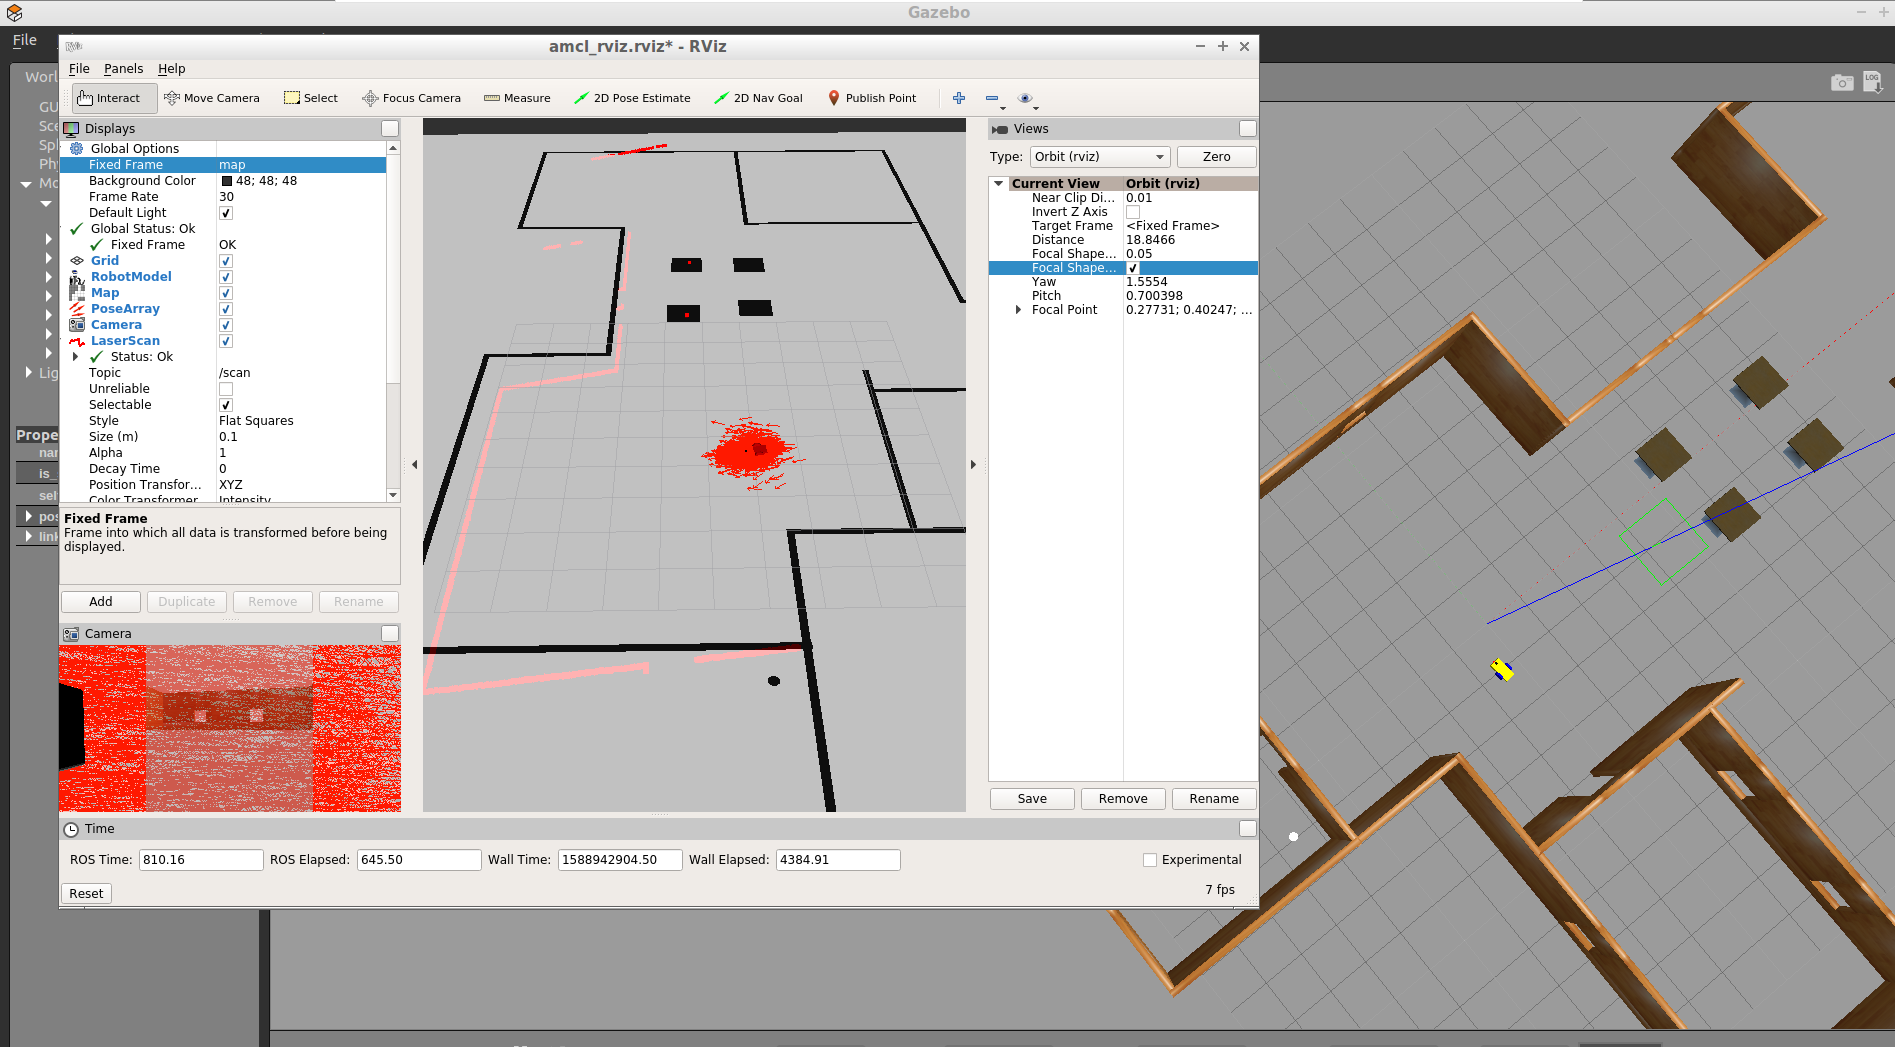 Gazebo
File
LOG
Worl
GU
Sce
Sp
Phy
Mo
Lig
Prope
nar
is_
sel
pos
link
RViz
amcl_rviz.rviz* - RViz
File Panels Help
Interact Move Camera Select Focus Camera Measure 2D Pose Estimate 2D Nav Goal Publish Point
Displays
Global Options
Fixed Frame map
Background Color 48; 48; 48
Frame Rate 30
Default Light
Global Status: Ok
Fixed Frame OK
Grid
RobotModel
Map
PoseArray
Camera
LaserScan
Status: Ok
Topic /scan
Unreliable
Selectable
Style Flat Squares
Size (m) 0.1
Alpha 1
Decay Time 0
Position Transfor... XYZ
Color Transformer Intensity
Fixed Frame
Frame into which all data is transformed before being
displayed.
Add Duplicate Remove Rename
Camera
Views
Type: Orbit (rviz) Zero
Current View Orbit (rviz)
Near Clip Di... 0.01
Invert Z Axis
Target Frame <Fixed Frame>
Distance 18.8466
Focal Shape... 0.05
Focal Shape...
Yaw 1.5554
Pitch 0.700398
Focal Point 0.27731; 0.40247; ...
Save Remove Rename
Time
ROS Time: 810.16 ROS Elapsed: 645.50 Wall Time: 1588942904.50 Wall Elapsed: 4384.91 Experimental
Reset 7 fps